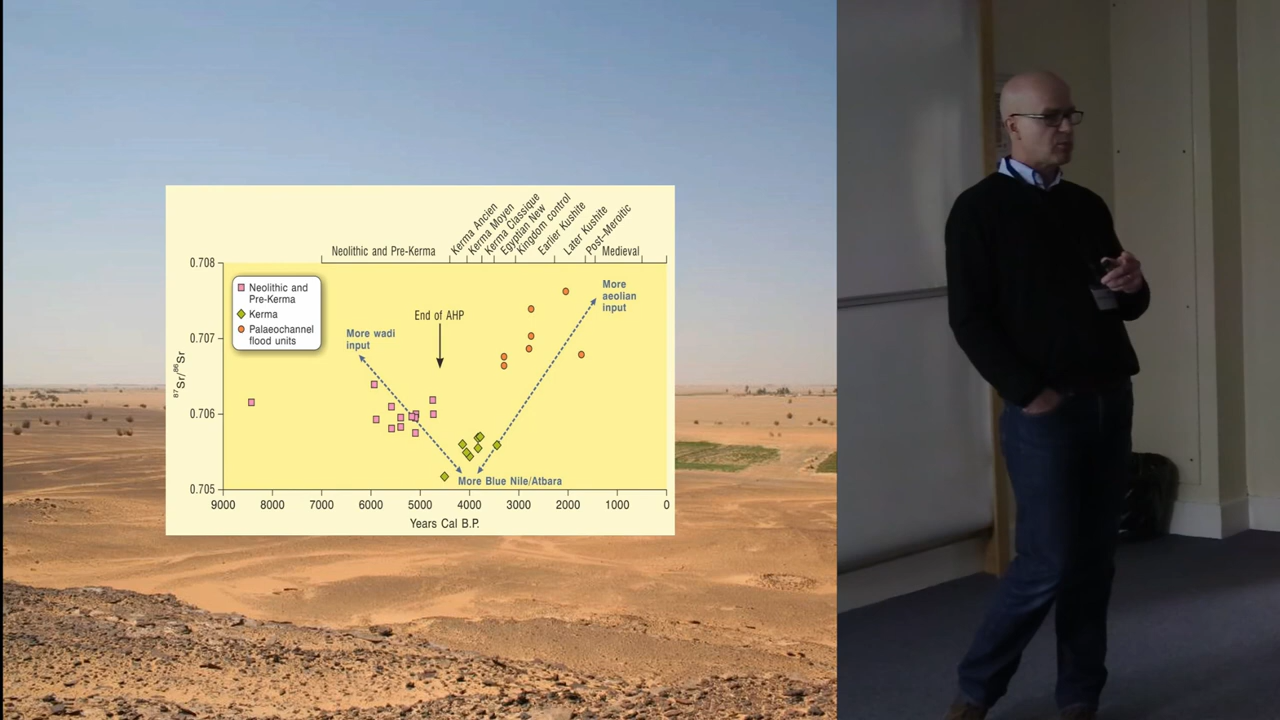 Kerma Ancien
Kerma Moyen
Kerma Classique
Egyptian New
Kingdom control
Earlier Kushite
Later Kushite
Post–Meroitic
Neolithic and Pre-Kerma
Medieval
0.708
0.707
0.706
0.705
⁸⁷Sr/⁸⁶Sr
Neolithic and
Pre-Kerma
Kerma
Palaeochannel
flood units
More wadi
input
End of AHP
More
aeolian
input
More Blue Nile/Atbara
9000 8000 7000 6000 5000 4000 3000 2000 1000 0
Years Cal B.P.